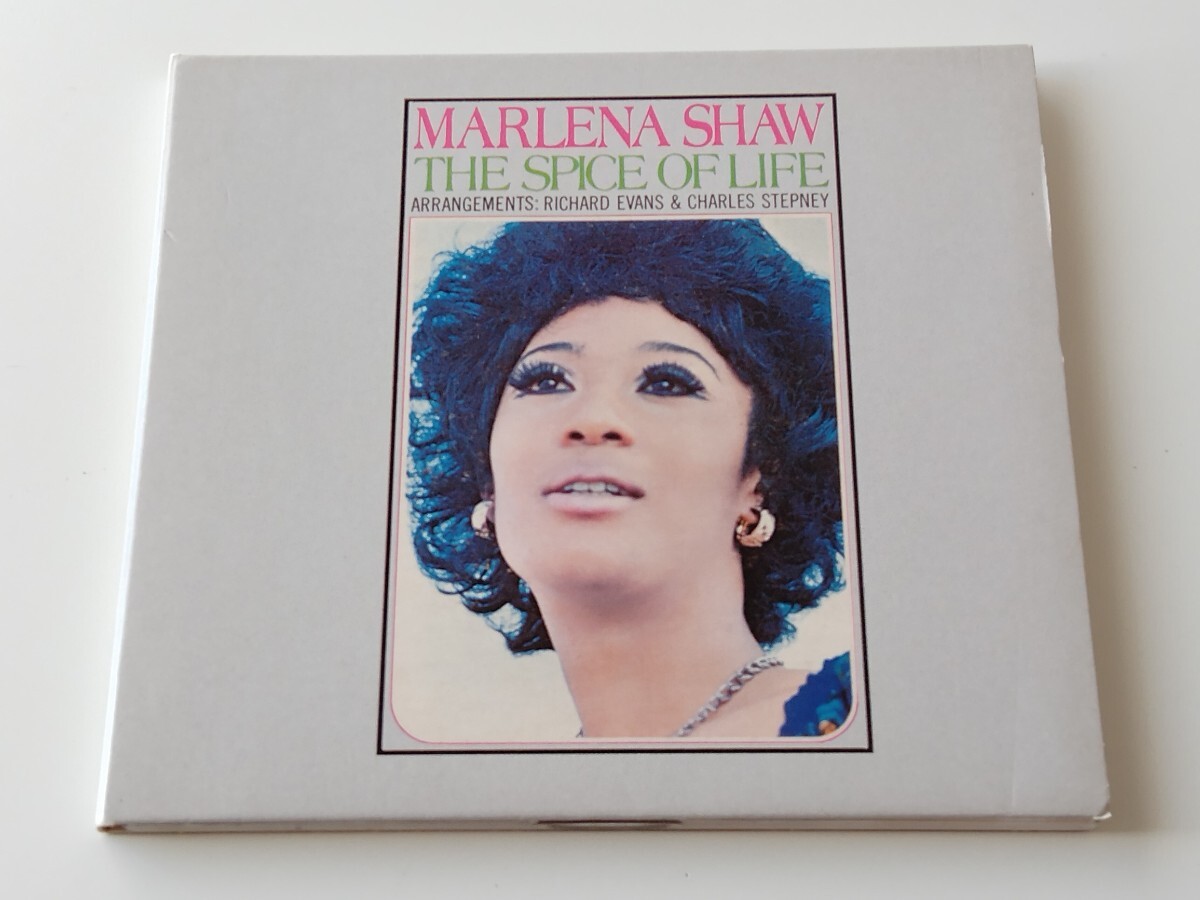 MARLENA SHAW
THE SPICE OF LIFE
ARRANGEMENTS: RICHARD EVANS & CHARLES STEPNEY